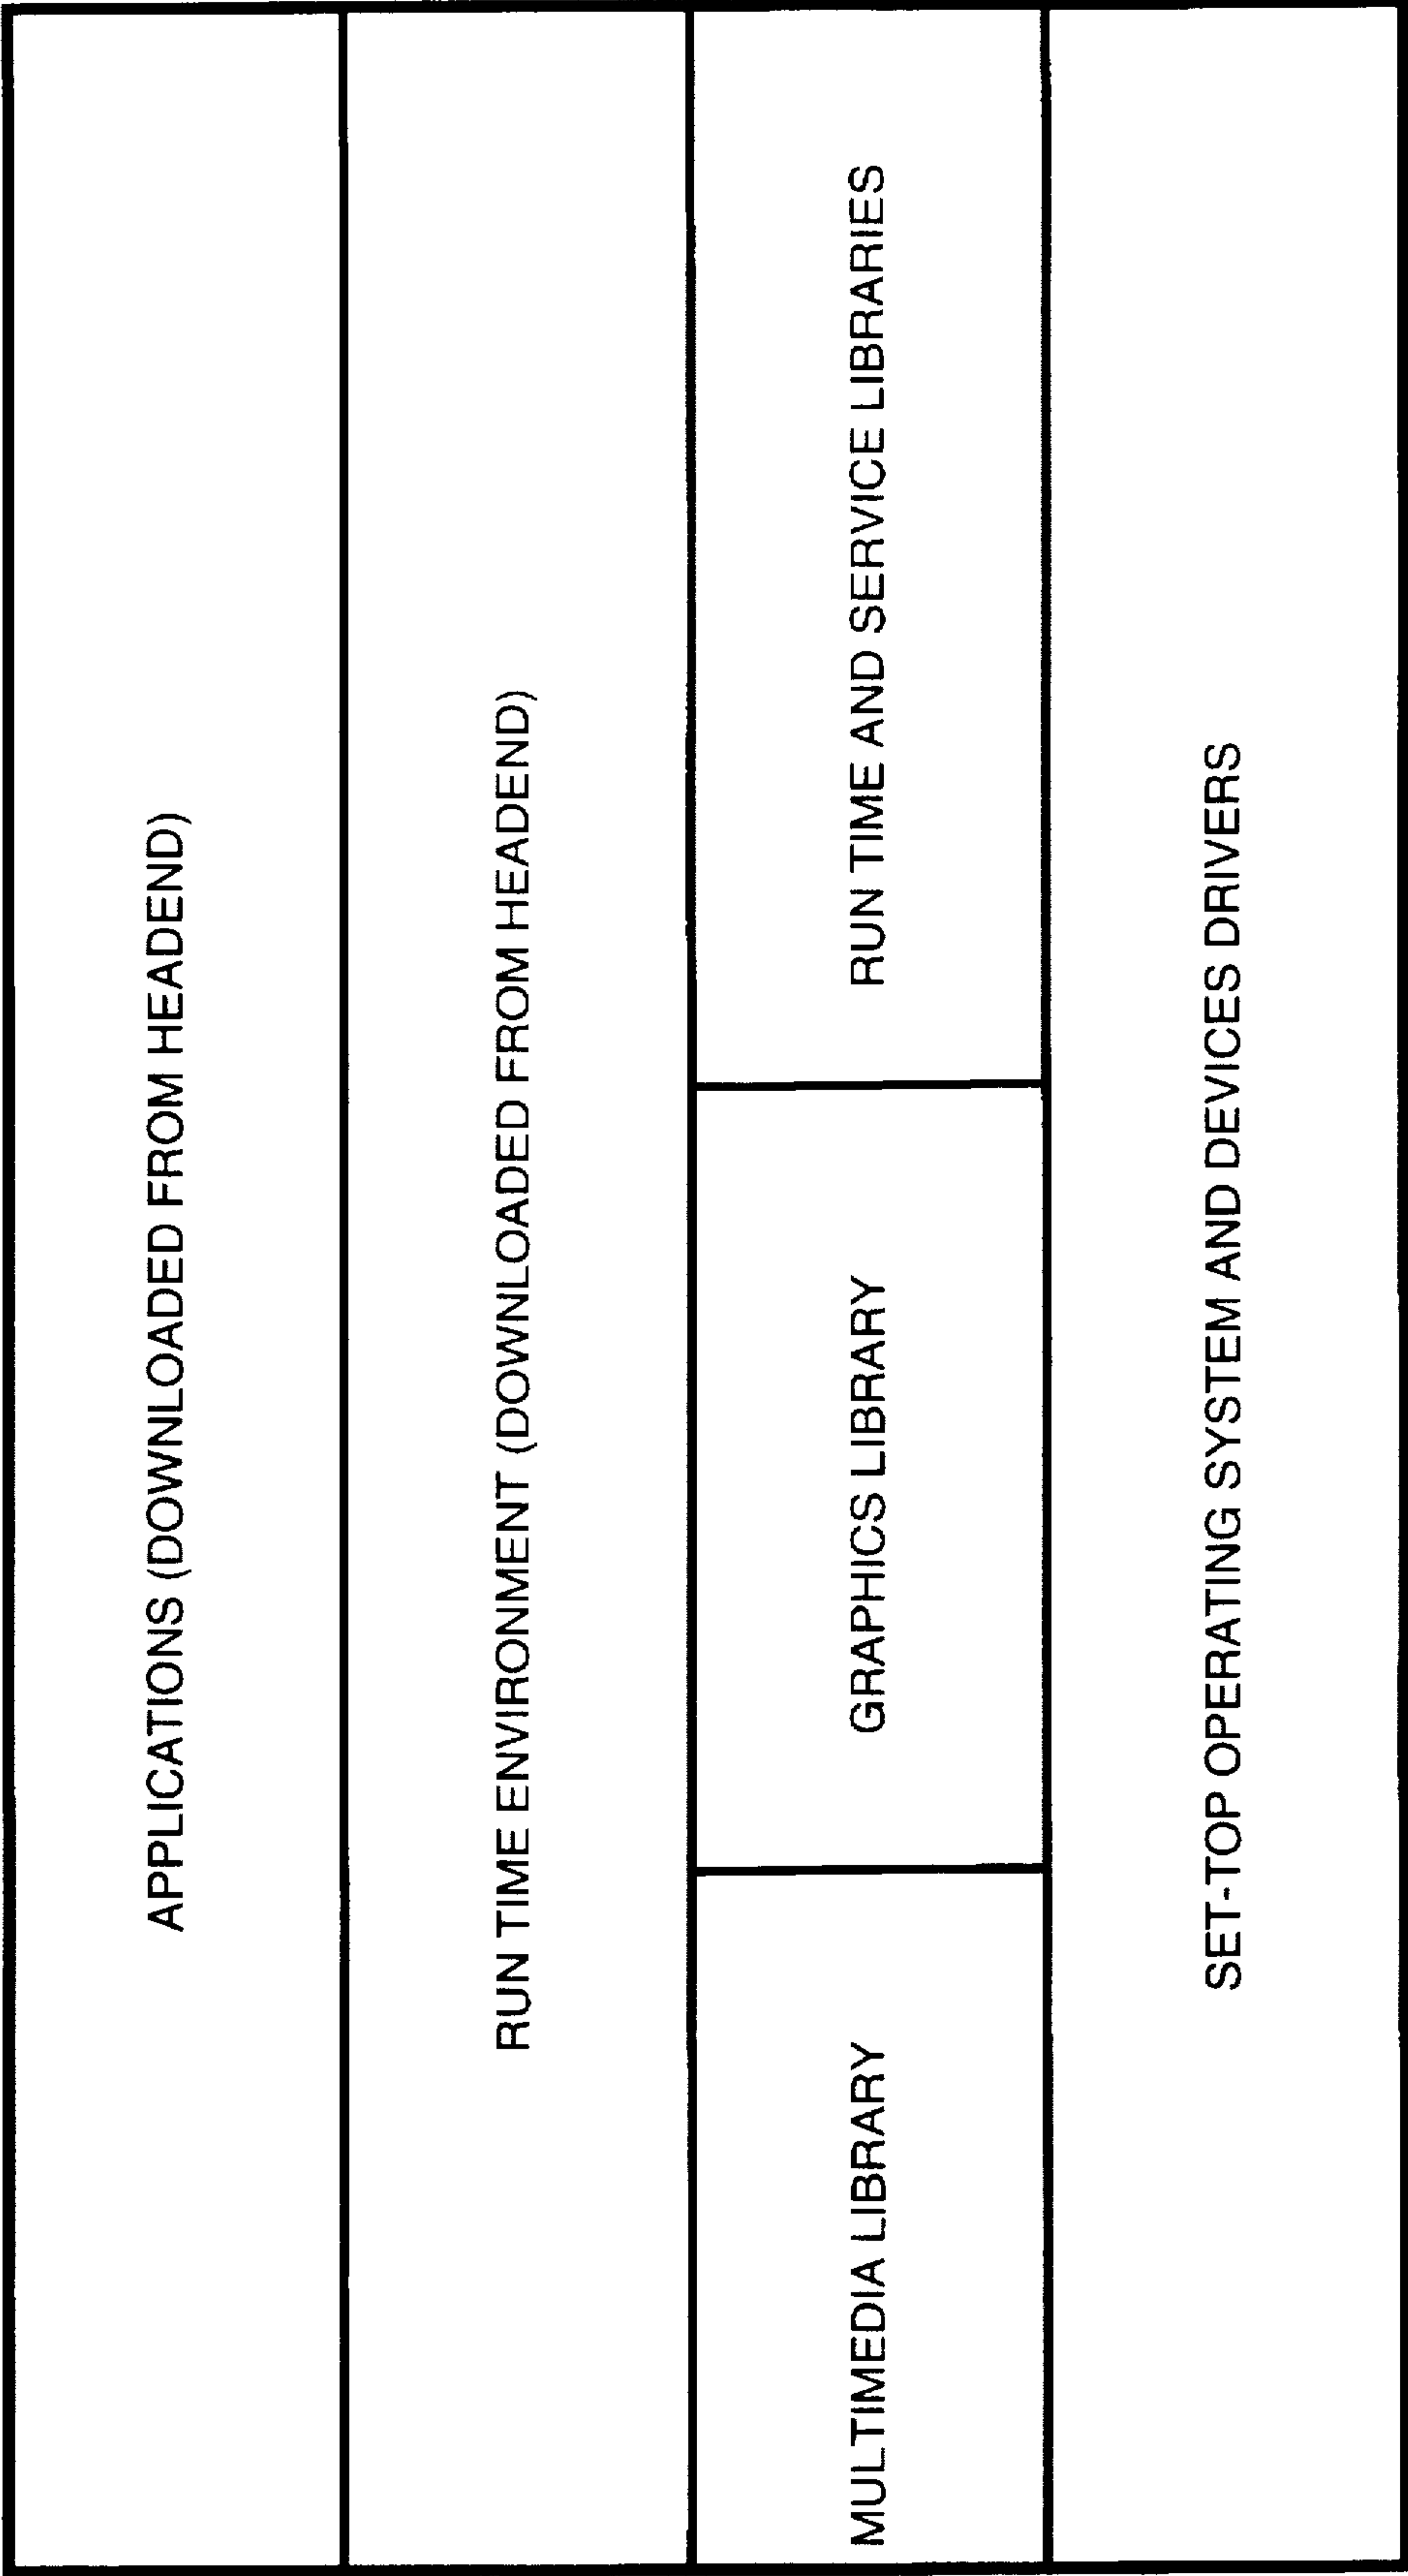 APPLICATIONS (DOWNLOADED FROM HEADEND)
RUN TIME ENVIRONMENT (DOWNLOADED FROM HEADEND)
MULTIMEDIA LIBRARY
GRAPHICS LIBRARY
RUN TIME AND SERVICE LIBRARIES
SET-TOP OPERATING SYSTEM AND DEVICES DRIVERS